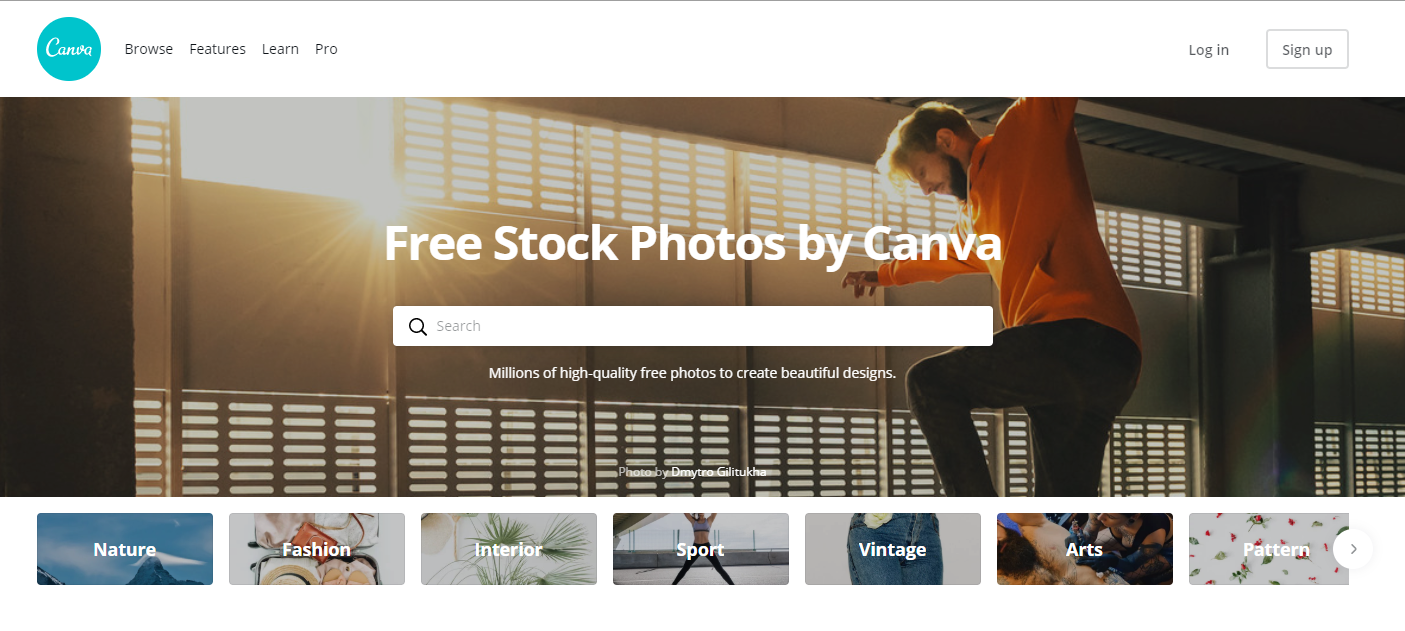 Canva
Browse Features Learn Pro
Log in
Sign up
Free Stock Photos by Canva
Search
Millions of high-quality free photos to create beautiful designs.
Photo by Dmytro Gilitukha
Nature
Fashion
Interior
Sport
Vintage
Arts
Pattern